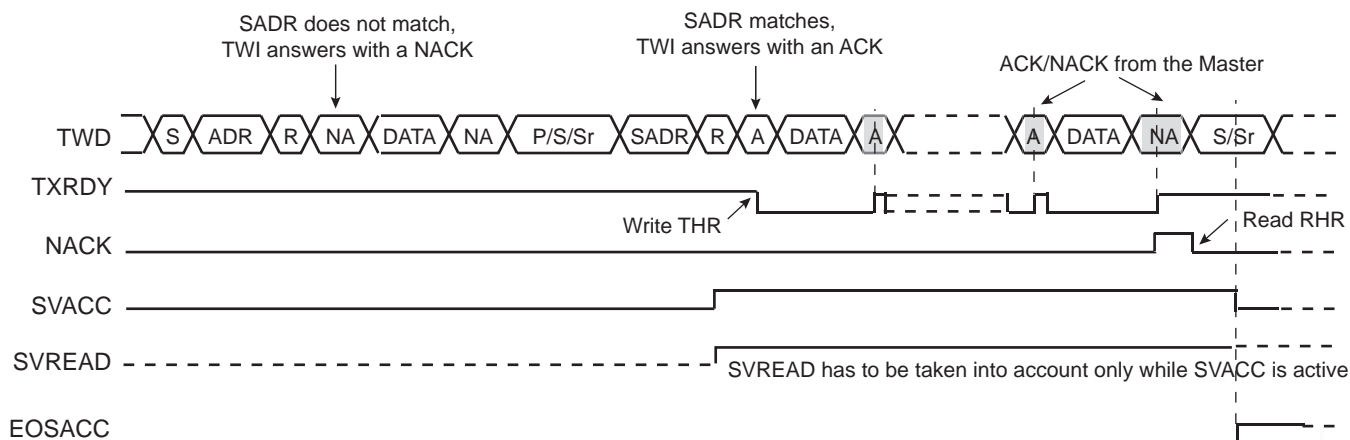 SADR does not match,
TWI answers with a NACK
SADR matches,
TWI answers with an ACK
ACK/NACK from the Master
TWD S ADR R NA DATA NA P/S/Sr SADR R A DATA A A DATA NA S/Sr
TXRDY
Write THR
Read RHR
NACK
SVACC
SVREAD
SVREAD has to be taken into account only while SVACC is active
EOSACC